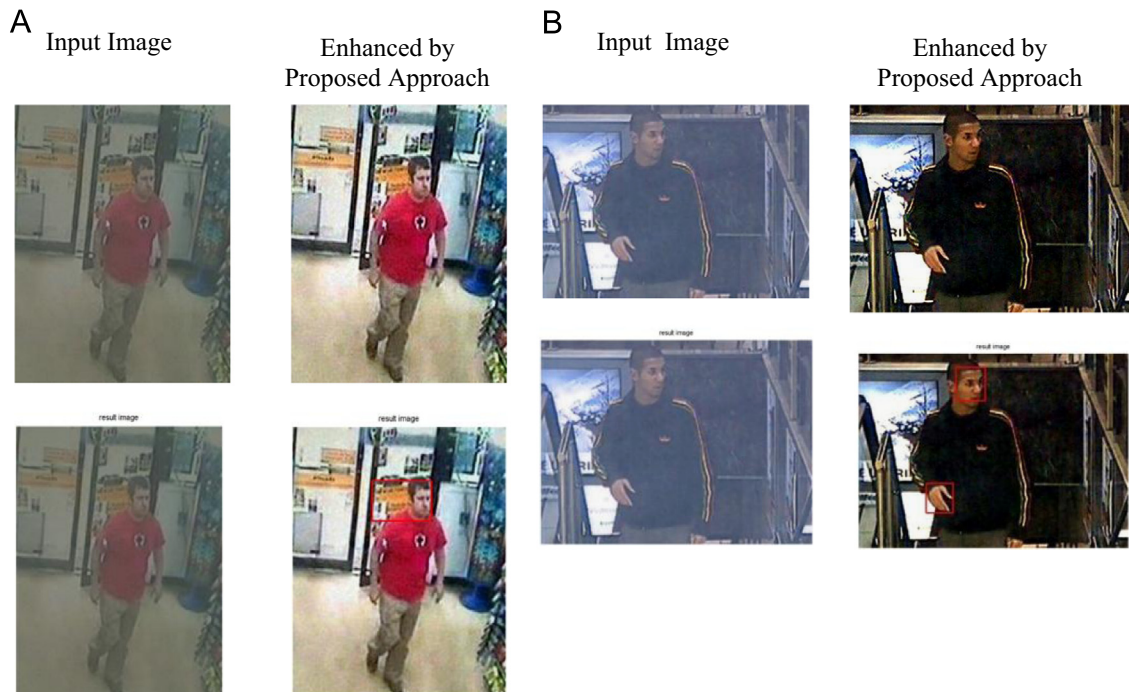 A
Input Image
Enhanced by
Proposed Approach
B
Input Image
Enhanced by
Proposed Approach
result image
result image
result image
result image